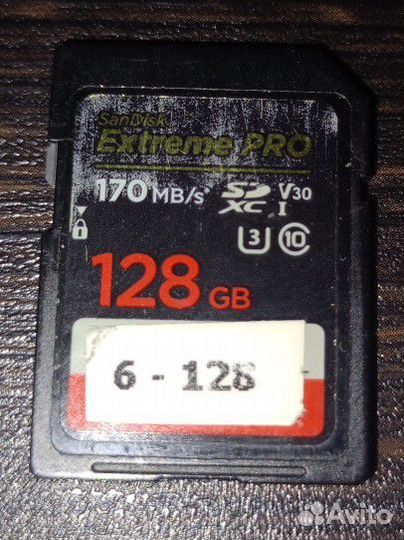 SanDisk
Extreme PRO
170 MB/s SD XC V30 I
3 10
128 GB
6 - 128
Avito